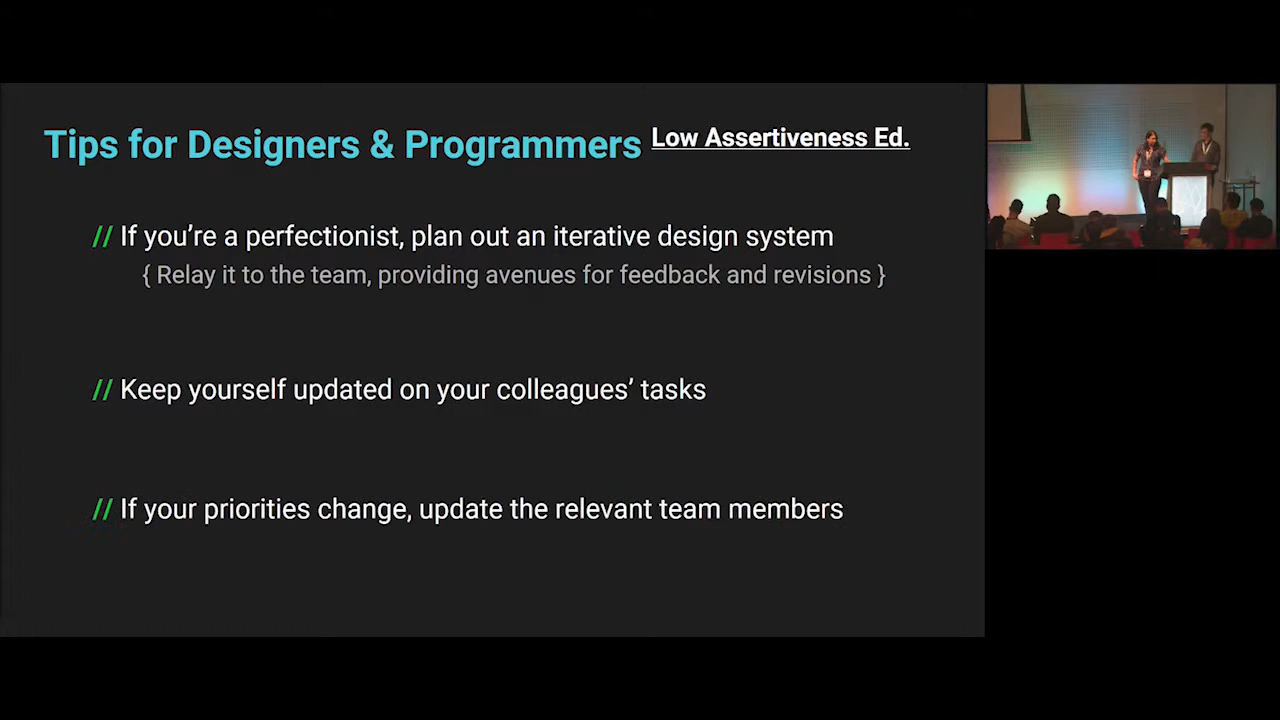 Tips for Designers & Programmers Low Assertiveness Ed.
// If you’re a perfectionist, plan out an iterative design system
{ Relay it to the team, providing avenues for feedback and revisions }
// Keep yourself updated on your colleagues’ tasks
// If your priorities change, update the relevant team members